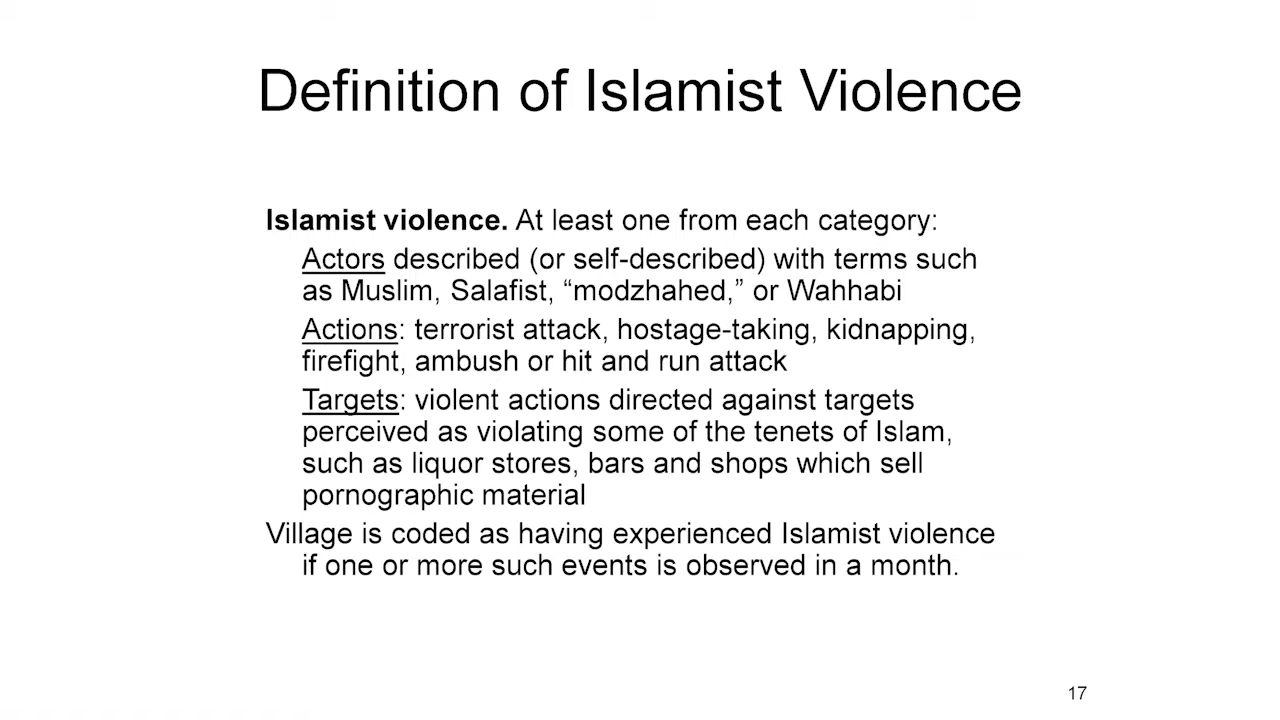 Definition of Islamist Violence
Islamist violence. At least one from each category:
Actors described (or self-described) with terms such
as Muslim, Salafist, “modzhahed,” or Wahhabi
Actions: terrorist attack, hostage-taking, kidnapping,
firefight, ambush or hit and run attack
Targets: violent actions directed against targets
perceived as violating some of the tenets of Islam,
such as liquor stores, bars and shops which sell
pornographic material
Village is coded as having experienced Islamist violence
if one or more such events is observed in a month.
17